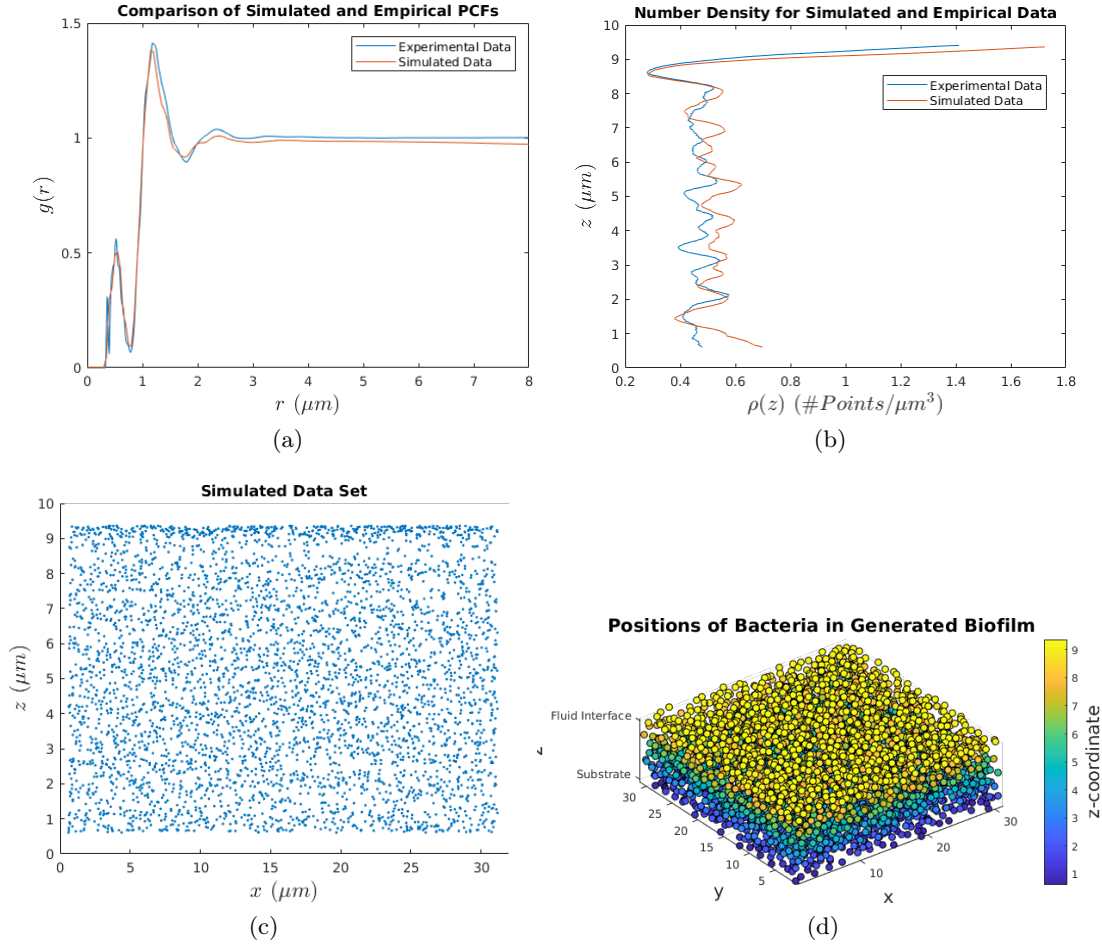 Comparison of Simulated and Empirical PCFs
1.5
1
0.5
0
g(r)
Experimental Data
Simulated Data
0 1 2 3 4 5 6 7 8
r (μm)
(a)
Number Density for Simulated and Empirical Data
10
9
8
7
6
5
4
3
2
1
0
z (μm)
Experimental Data
Simulated Data
0.2 0.4 0.6 0.8 1 1.2 1.4 1.6 1.8
ρ(z) (#Points/μm³)
(b)
Simulated Data Set
10
9
8
7
6
5
4
3
2
1
0
z (μm)
0 5 10 15 20 25 30
x (μm)
(c)
Positions of Bacteria in Generated Biofilm
Fluid Interface
Substrate
30
25
20
15
10
5
y
10
20
30
x
9
8
7
6
5
4
3
2
1
z-coordinate
(d)